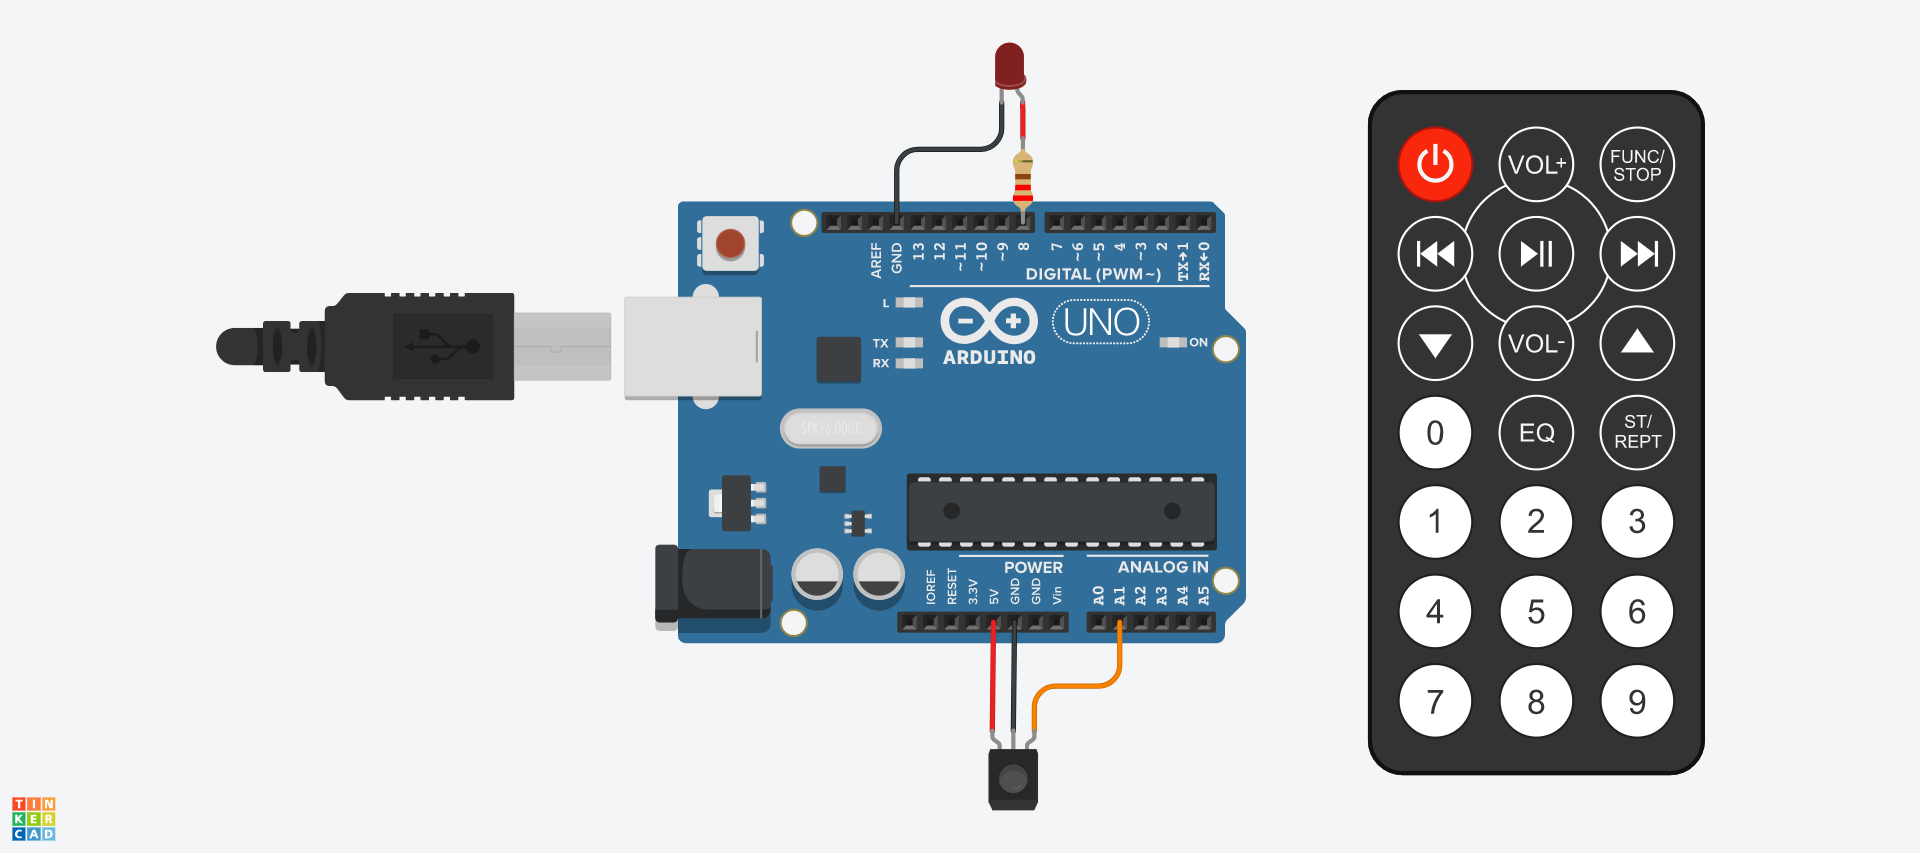 AREF
GND
13
12
~11
~10
~9
8
7
~6
~5
4
~3
2
TX→1
RX←0
DIGITAL (PWM~)
L
TX
RX
ARDUINO
UNO
ON
SPK16.000G
POWER
ANALOG IN
IOREF
RESET
3.3V
5V
GND
GND
Vin
A0
A1
A2
A3
A4
A5
VOL+
FUNC/
STOP
VOL-
0
EQ
ST/
REPT
1
2
3
4
5
6
7
8
9
TIN
KER
CAD